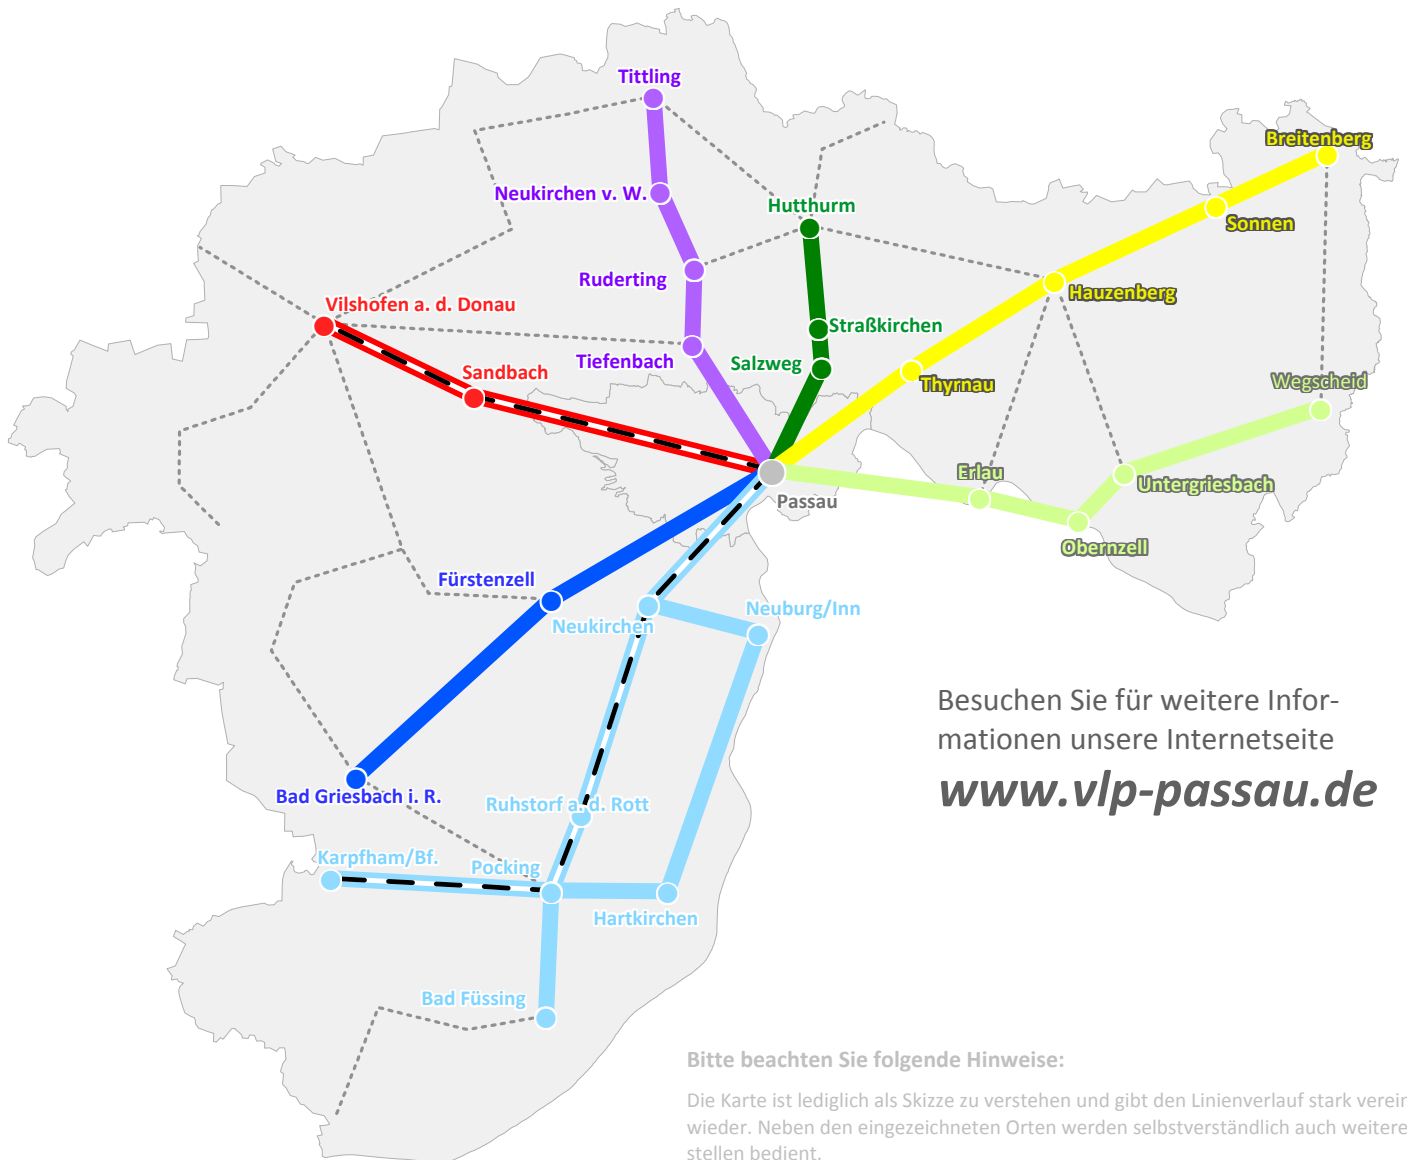 Tittling
Breitenberg
Neukirchen v. W.
Hutthurm
Sonnen
Ruderting
Hauzenberg
Vilshofen a. d. Donau
Straßkirchen
Tiefenbach
Salzweg
Sandbach
Thyrnau
Wegscheid
Erlau
Untergriesbach
Passau
Obernzell
Fürstenzell
Neukirchen
Neuburg/Inn
Besuchen Sie für weitere Infor-
mationen unsere Internetseite
www.vlp-passau.de
Bad Griesbach i. R.
Ruhstorf a. d. Rott
Karpfham/Bf.
Pocking
Hartkirchen
Bad Füssing
Bitte beachten Sie folgende Hinweise:
Die Karte ist lediglich als Skizze zu verstehen und gibt den Linienverlauf stark verein
wieder. Neben den eingezeichneten Orten werden selbstverständlich auch weitere
stellen bedient.